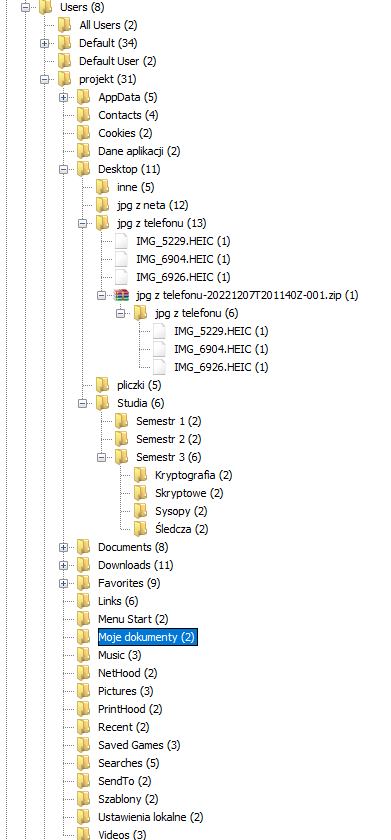 Users (8)
All Users (2)
Default (34)
Default User (2)
projekt (31)
AppData (5)
Contacts (4)
Cookies (2)
Dane aplikacji (2)
Desktop (11)
inne (5)
jpg z neta (12)
jpg z telefonu (13)
IMG_5229.HEIC (1)
IMG_6904.HEIC (1)
IMG_6926.HEIC (1)
jpg z telefonu-20221207T201140Z-001.zip (1)
jpg z telefonu (6)
IMG_5229.HEIC (1)
IMG_6904.HEIC (1)
IMG_6926.HEIC (1)
pliczki (5)
Studia (6)
Semestr 1 (2)
Semestr 2 (2)
Semestr 3 (6)
Kryptografia (2)
Skryptowe (2)
Sysopy (2)
Śledcza (2)
Documents (8)
Downloads (11)
Favorites (9)
Links (6)
Menu Start (2)
Moje dokumenty (2)
Music (3)
NetHood (2)
Pictures (3)
PrintHood (2)
Recent (2)
Saved Games (3)
Searches (5)
SendTo (2)
Szablony (2)
Ustawienia lokalne (2)
Videos (3)